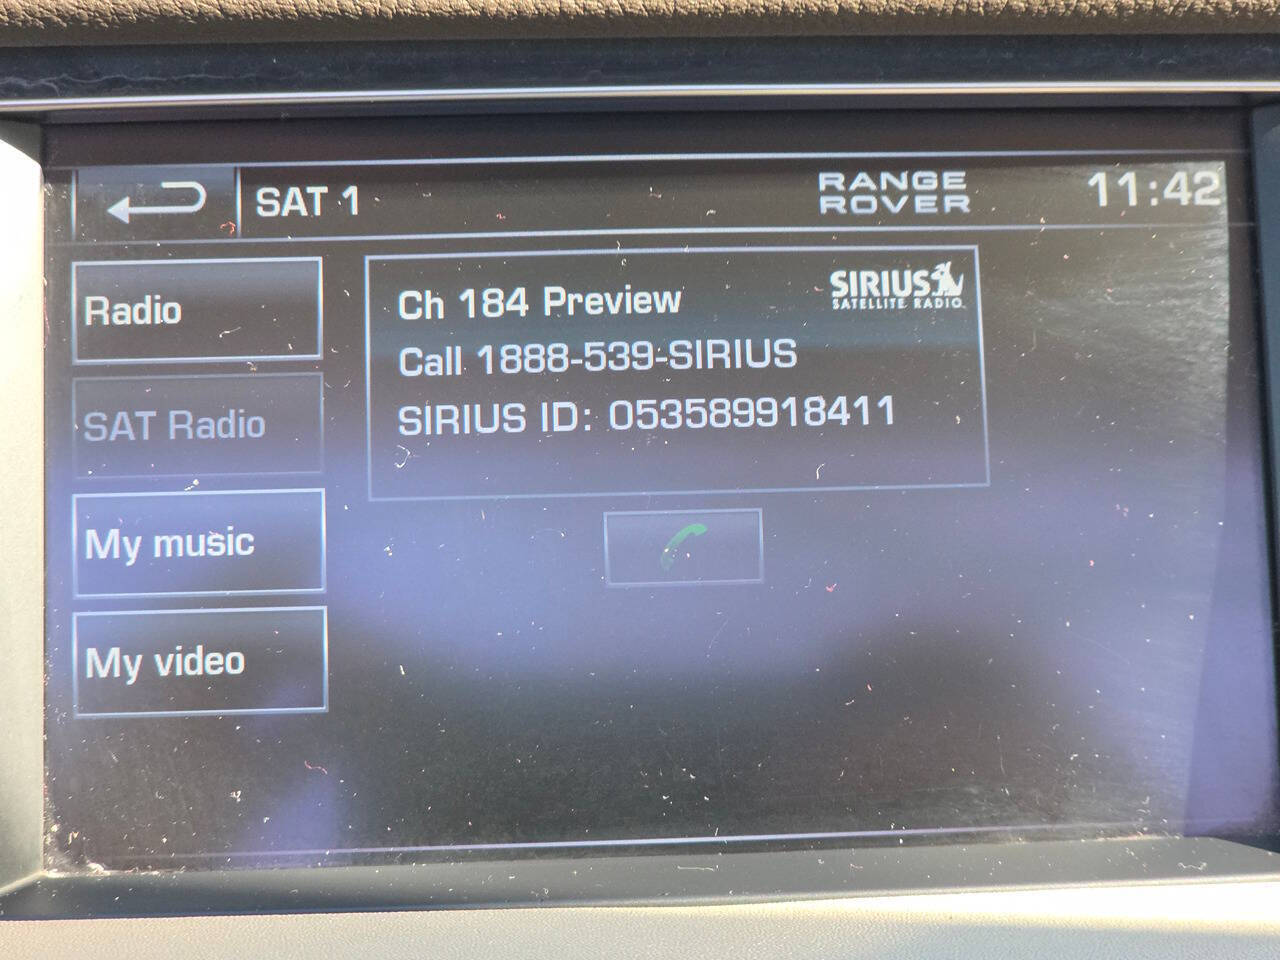 SAT 1
RANGE
ROVER
11:42
Radio
SAT Radio
My music
My video
SIRIUS
SATELLITE RADIO
Ch 184 Preview
Call 1888-539-SIRIUS
SIRIUS ID: 053589918411